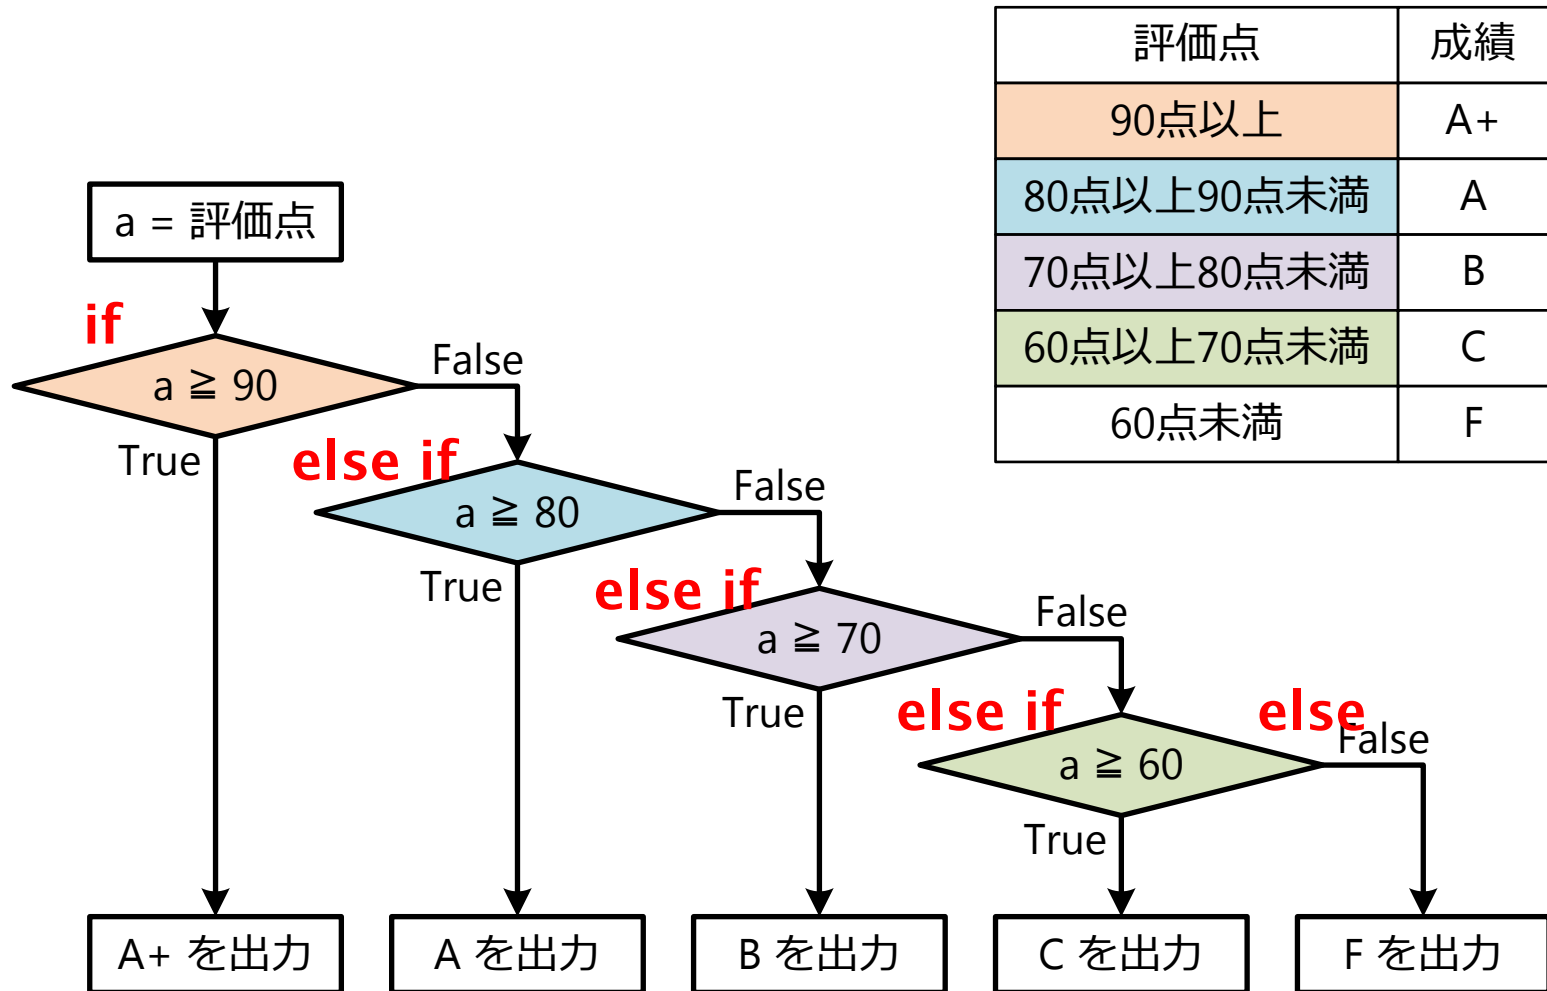 評価点 成績
90点以上 A+
80点以上90点未満 A
70点以上80点未満 B
60点以上70点未満 C
60点未満 F
a = 評価点
if
a ≧ 90
False
True
else if
a ≧ 80
False
True
else if
a ≧ 70
False
True
else if
a ≧ 60
else
False
True
A+ を出力
A を出力
B を出力
C を出力
F を出力